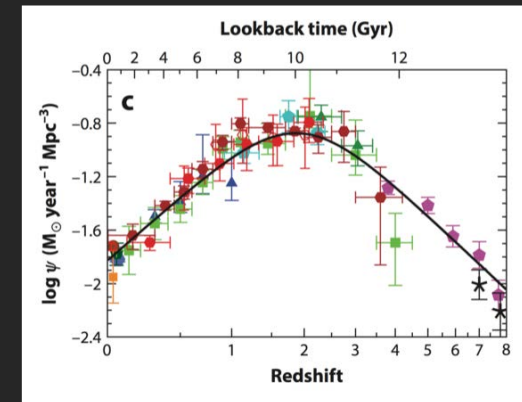 Lookback time (Gyr)
0 2 4 6 8 10 12
−0.4
c
−0.8
−1.2
−1.6
−2
−2.4
log ψ (M⊙ year−1 Mpc−3)
0 1 2 3 4 5 6 7 8
Redshift